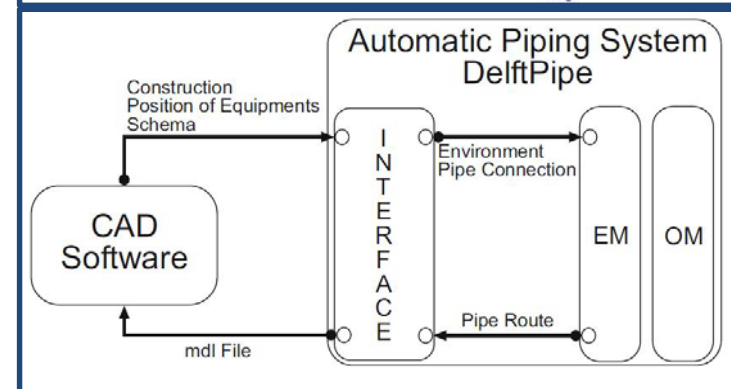 Automatic Piping System
DelftPipe
Construction
Position of Equipments
Schema
INTERFACE
Environment
Pipe Connection
CAD
Software
EM
OM
Pipe Route
mdl File